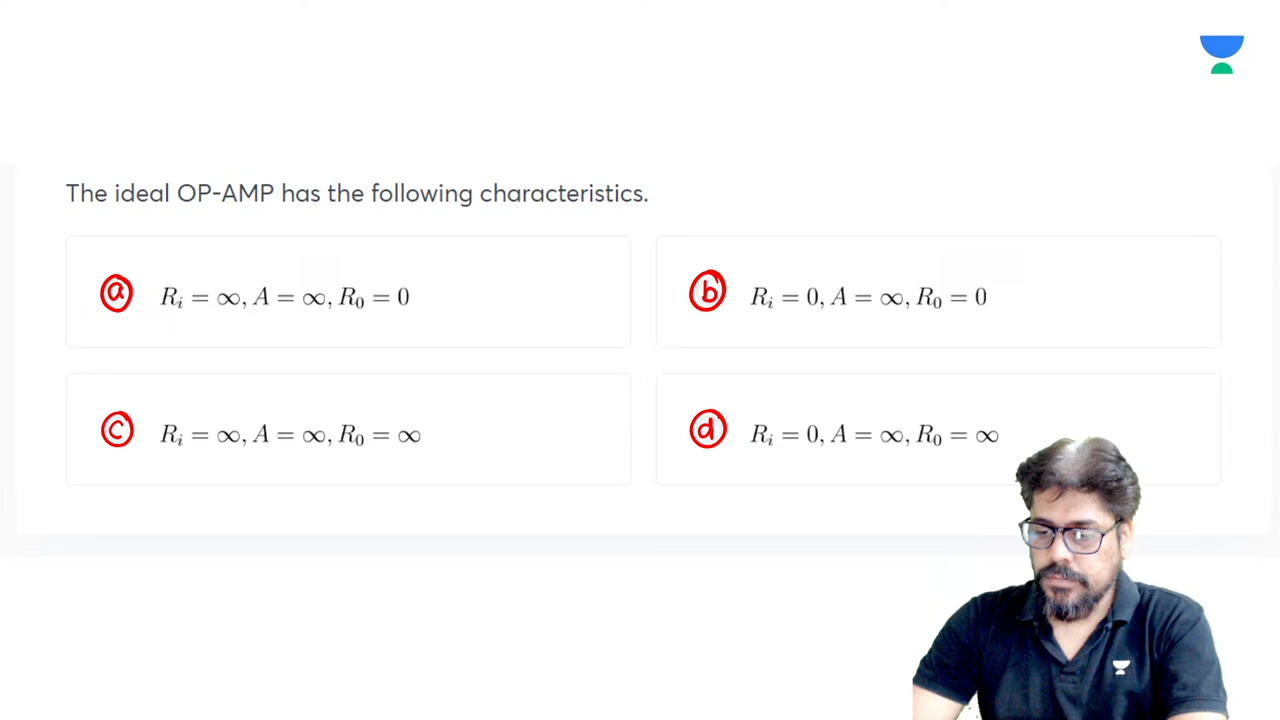 The ideal OP-AMP has the following characteristics.
a R_i = ∞, A = ∞, R_0 = 0
b R_i = 0, A = ∞, R_0 = 0
c R_i = ∞, A = ∞, R_0 = ∞
d R_i = 0, A = ∞, R_0 = ∞